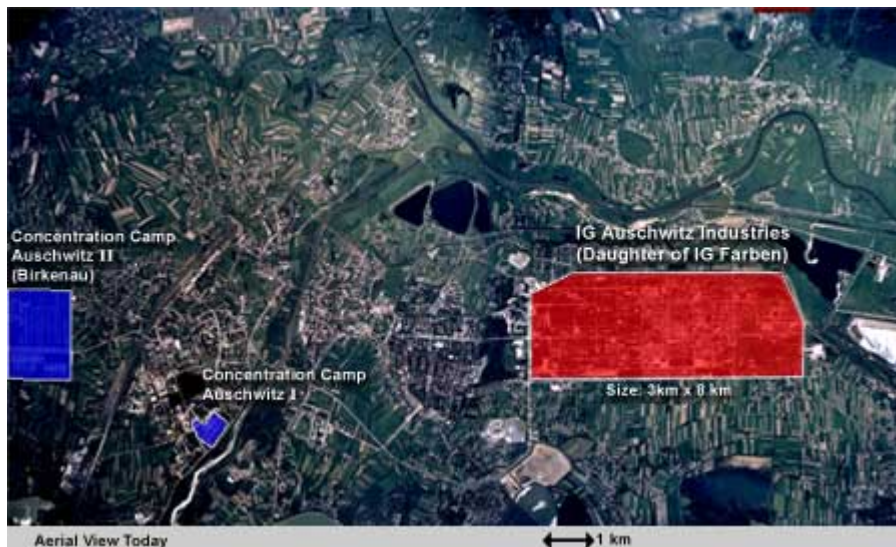 Concentration Camp
Auschwitz II
(Birkenau)
IG Auschwitz Industries
(Daughter of IG Farben)
Concentration Camp
Auschwitz I
Size: 3km x 8 km
Aerial View Today
1 km